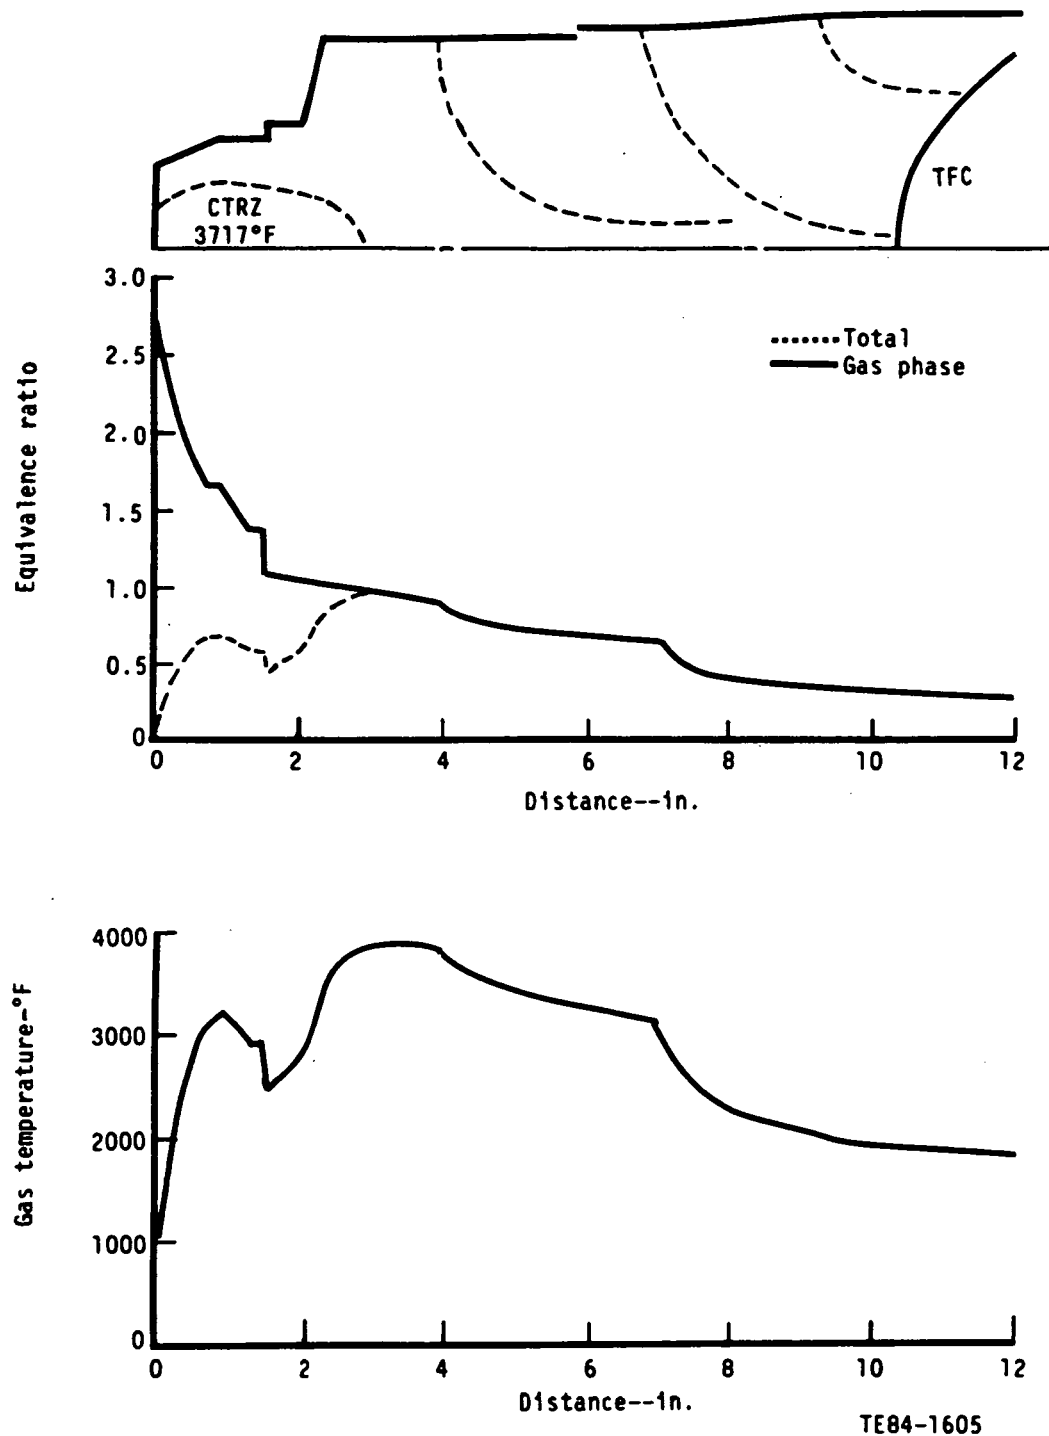 TFC
CTRZ
3717°F
3.0
2.5
2.0
1.5
1.0
0.5
0
Equivalence ratio
Total
Gas phase
0 2 4 6 8 10 12
Distance--in.
4000
3000
2000
1000
0
Gas temperature-°F
0 2 4 6 8 10 12
Distance--in.
TE84-1605